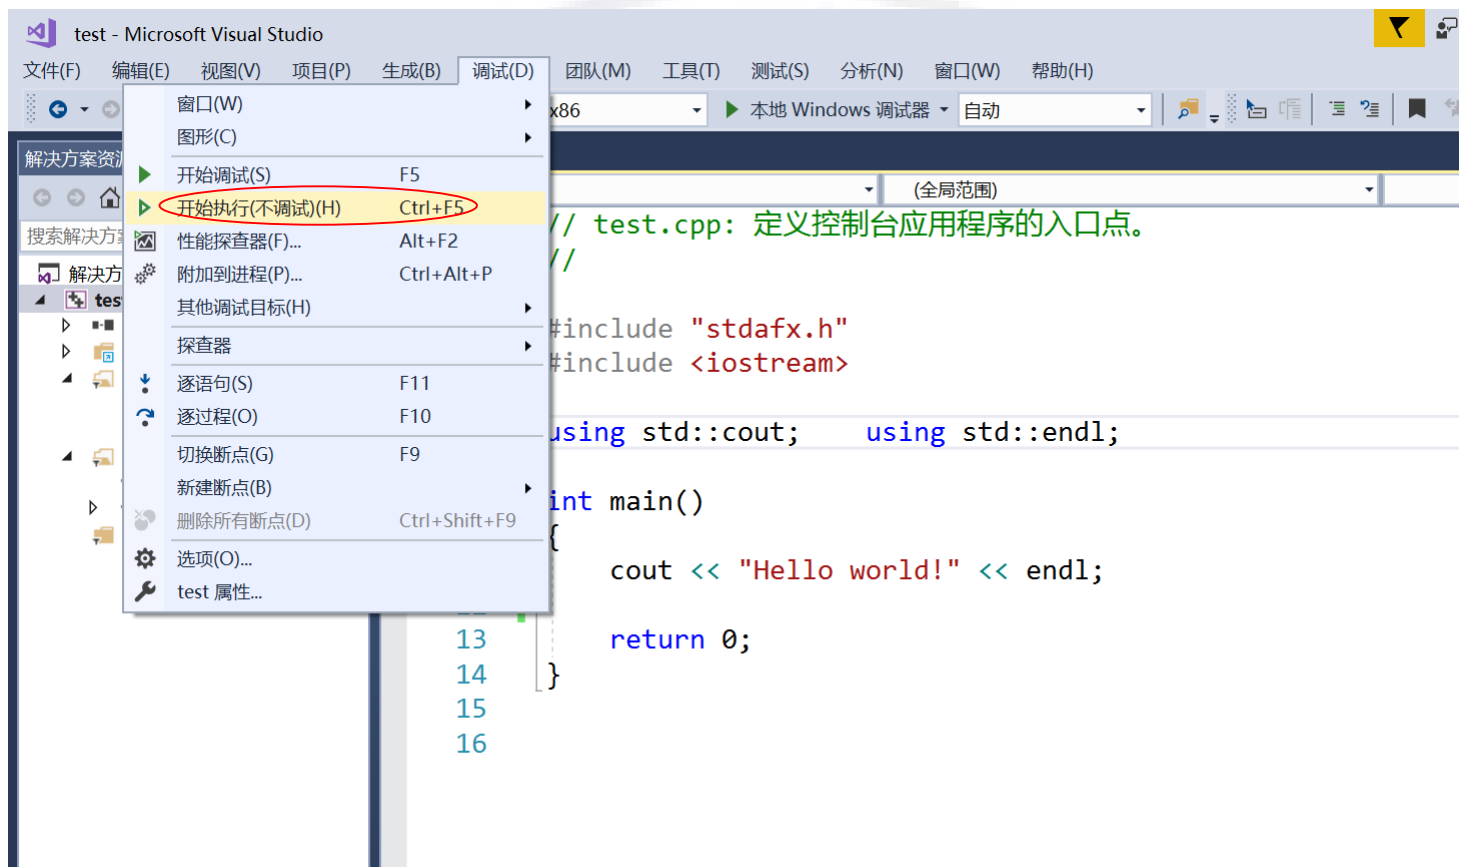 test - Microsoft Visual Studio
文件(F) 编辑(E) 视图(V) 项目(P) 生成(B) 调试(D) 团队(M) 工具(T) 测试(S) 分析(N) 窗口(W) 帮助(H)
x86 本地 Windows 调试器 自动
窗口(W)
图形(C)
开始调试(S) F5
开始执行(不调试)(H) Ctrl+F5
性能探查器(F)... Alt+F2
附加到进程(P)... Ctrl+Alt+P
其他调试目标(H)
探查器
逐语句(S) F11
逐过程(O) F10
切换断点(G) F9
新建断点(B)
删除所有断点(D) Ctrl+Shift+F9
选项(O)...
test 属性...
解决方案资
搜索解决方
解决方
test
(全局范围)
// test.cpp: 定义控制台应用程序的入口点。
//
#include "stdafx.h"
#include <iostream>
using std::cout; using std::endl;
int main()
{
cout << "Hello world!" << endl;
13 return 0;
14 }
15
16